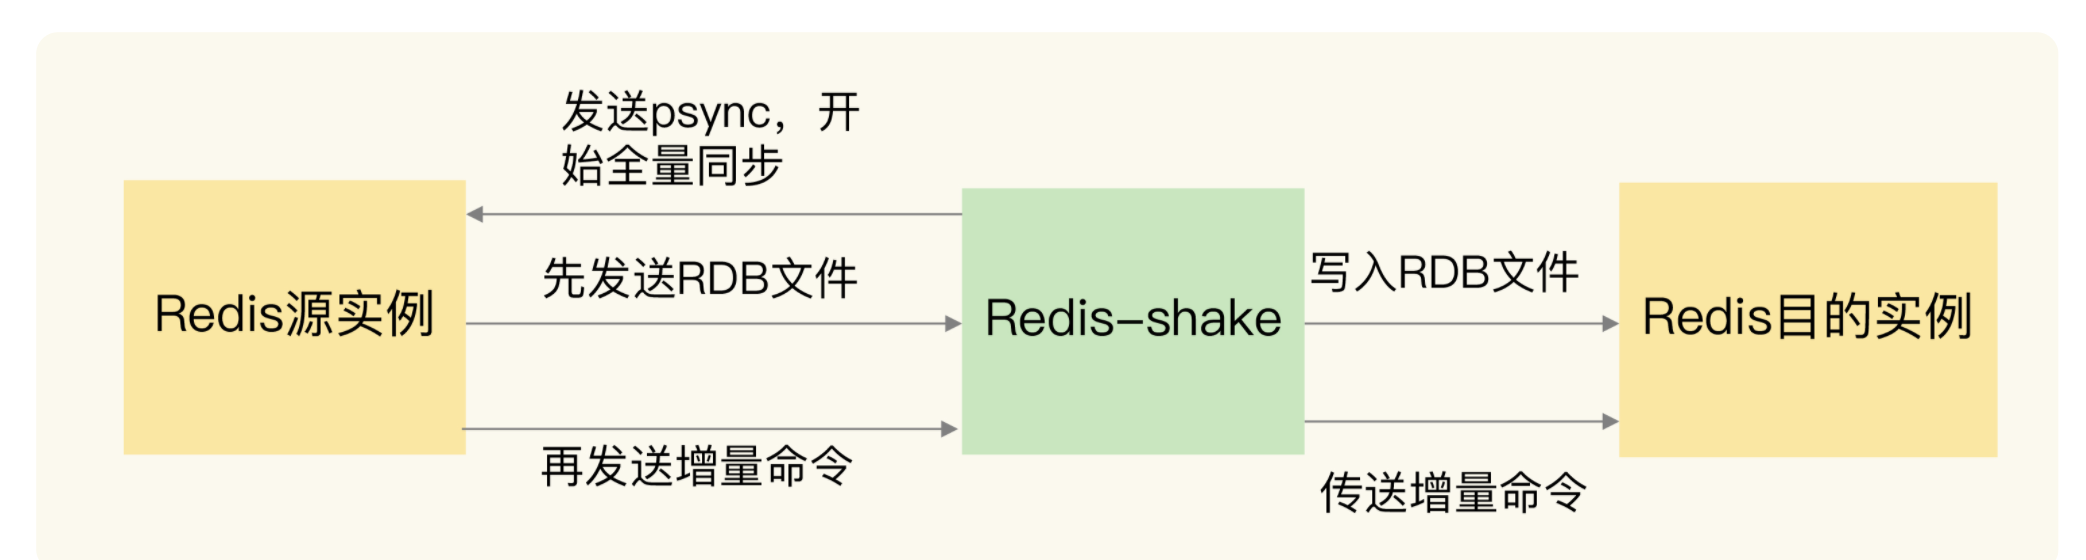 发送psync，开
始全量同步
先发送RDB文件
写入RDB文件
Redis源实例
Redis-shake
Redis目的实例
再发送增量命令
传送增量命令